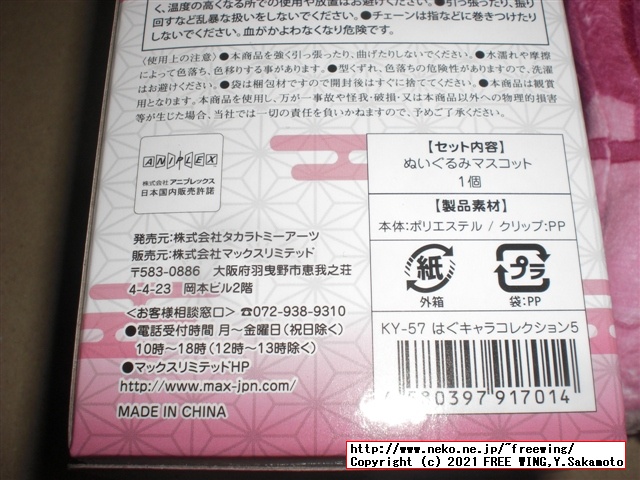 く、温度の高くなる所での使用や放置はお避けください。●引っ張ったり、振り
回すなど乱暴な扱いをしないでください。●チェーンは指などに巻きつけたり
しないでください。血がかよわなくなり危険です。
〈使用上の注意〉●本商品を強く引っ張ったり、曲げたりしないでください。●水濡れや摩擦
によって色落ち、色移りする事があります。●型くずれ、色落ちの危険性がありますので、洗濯
はお避けください。●袋は梱包材ですので開封後はすぐに捨ててください。●本商品は観賞
用となります。本商品を使用し、万が一事故や怪我・破損・又は本商品以外への物理的損害
等が生じた場合、当社では一切の責任を負いかねますので、予めご了承ください。
ANIPLEX
株式会社アニプレックス
日本国内販売許諾
【セット内容】
ぬいぐるみマスコット
1個
【製品素材】
本体:ポリエステル / クリップ:PP
紙
外箱
プラ
袋:PP
発売元:株式会社タカラトミーアーツ
販売元:株式会社マックスリミテッド
〒583-0886 大阪府羽曳野市恵我之荘
4-4-23 岡本ビル2階
<お客様相談窓口>☎072-938-9310
●電話受付時間 月～金曜日(祝日除く)
10時～18時(12時～13時除く)
●マックスリミテッドHP
http://www.max-jpn.com/
MADE IN CHINA
KY-57 はぐキャラコレクション5
4 580397 917014
http://www.neko.ne.jp/~freewing/
Copyright (c) 2021 FREE WING,Y.Sakamoto